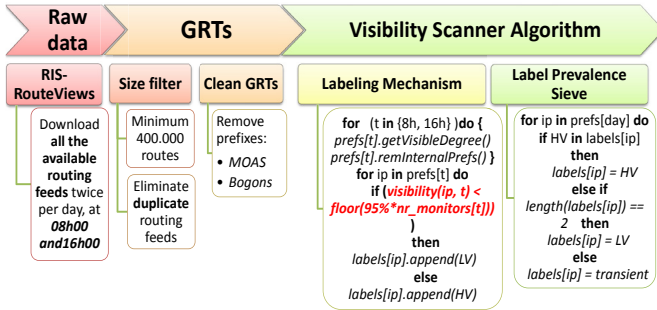 Raw
data
GRTs
Visibility Scanner Algorithm
RIS-
RouteViews
Download
all the
available
routing
feeds twice
per day, at
08h00
and16h00
Size filter
Minimum
400.000
routes
Eliminate
duplicate
routing
feeds
Clean GRTs
Remove
prefixes:
• MOAS
• Bogons
Labeling Mechanism
for (t in {8h, 16h} )do {
prefs[t].getVisibleDegree()
prefs[t].remInternalPrefs() }
for ip in prefs[t] do
if (visibility(ip, t) <
floor(95%*nr_monitors[t]))
)
then
labels[ip].append(LV)
else
labels[ip].append(HV)
Label Prevalence
Sieve
for ip in prefs[day] do
if HV in labels[ip]
then
labels[ip] = HV
else if
length(labels[ip]) ==
2 then
labels[ip] = LV
else
labels[ip] = transient